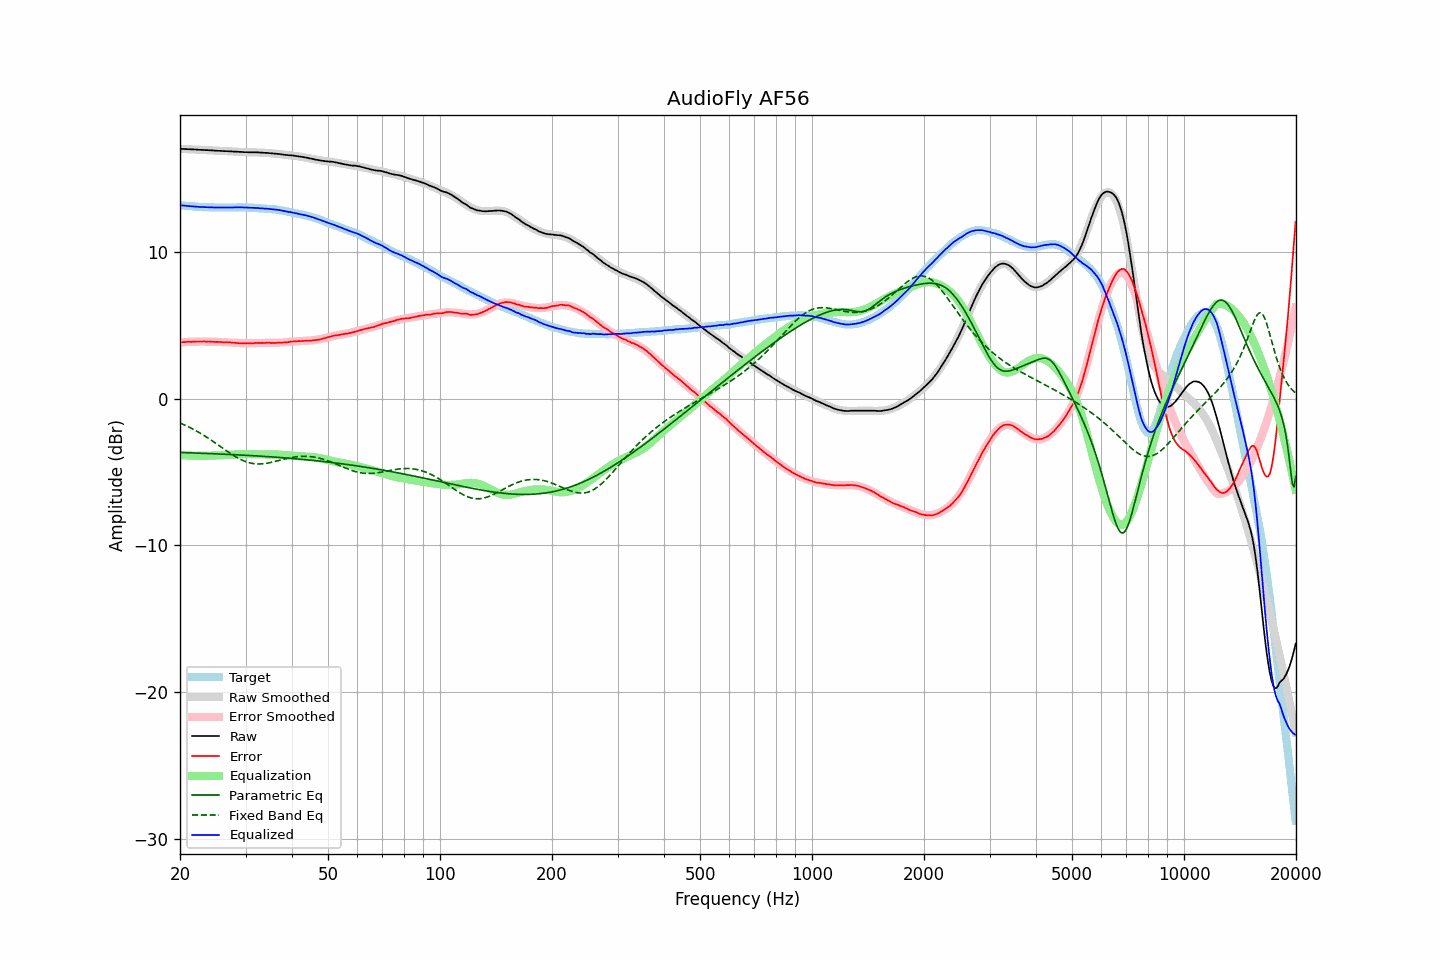 AudioFly AF56
Amplitude (dBr)
10
0
−10
−20
−30
Target
Raw Smoothed
Error Smoothed
Raw
Error
Equalization
Parametric Eq
Fixed Band Eq
Equalized
20 50 100 200 500 1000 2000 5000 10000 20000
Frequency (Hz)